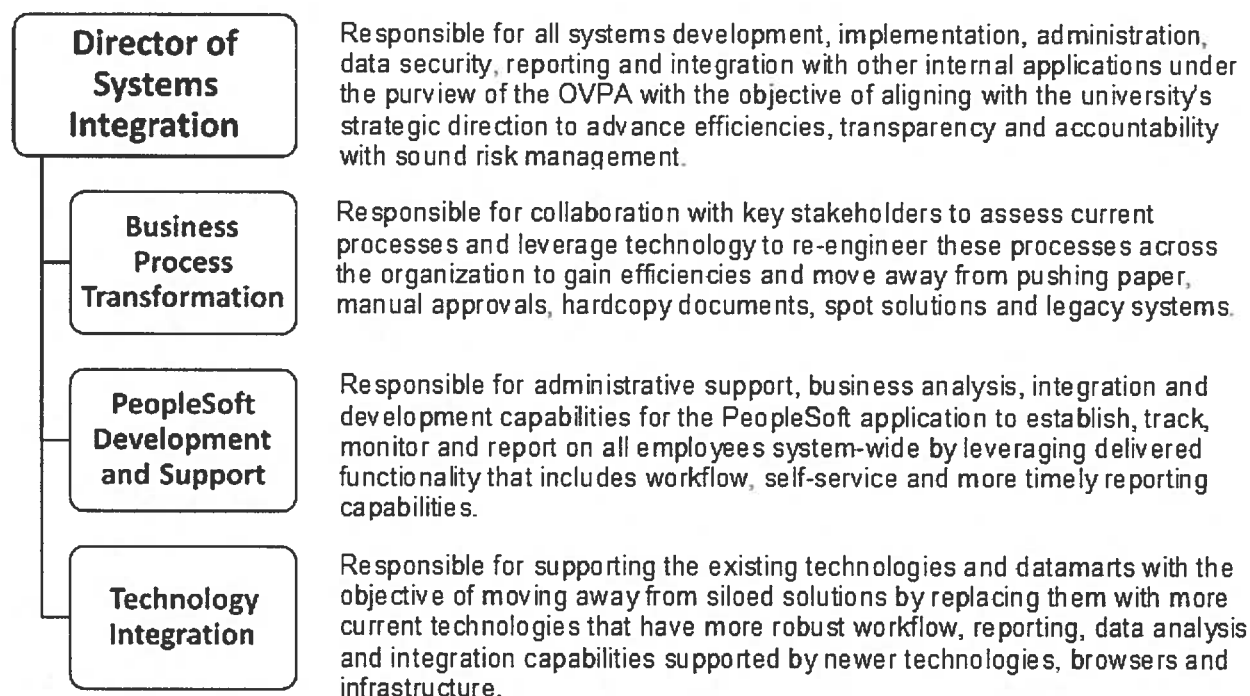 Director of
Systems
Integration
Responsible for all systems development, implementation, administration,
data security, reporting and integration with other internal applications under
the purview of the OVPA with the objective of aligning with the university's
strategic direction to advance efficiencies, transparency and accountability
with sound risk management.
Business
Process
Transformation
Responsible for collaboration with key stakeholders to assess current
processes and leverage technology to re-engineer these processes across
the organization to gain efficiencies and move away from pushing paper,
manual approvals, hardcopy documents, spot solutions and legacy systems.
PeopleSoft
Development
and Support
Responsible for administrative support, business analysis, integration and
development capabilities for the PeopleSoft application to establish, track,
monitor and report on all employees system-wide by leveraging delivered
functionality that includes workflow, self-service and more timely reporting
capabilities.
Technology
Integration
Responsible for supporting the existing technologies and datamarts with the
objective of moving away from siloed solutions by replacing them with more
current technologies that have more robust workflow, reporting, data analysis
and integration capabilities supported by newer technologies, browsers and
infrastructure.